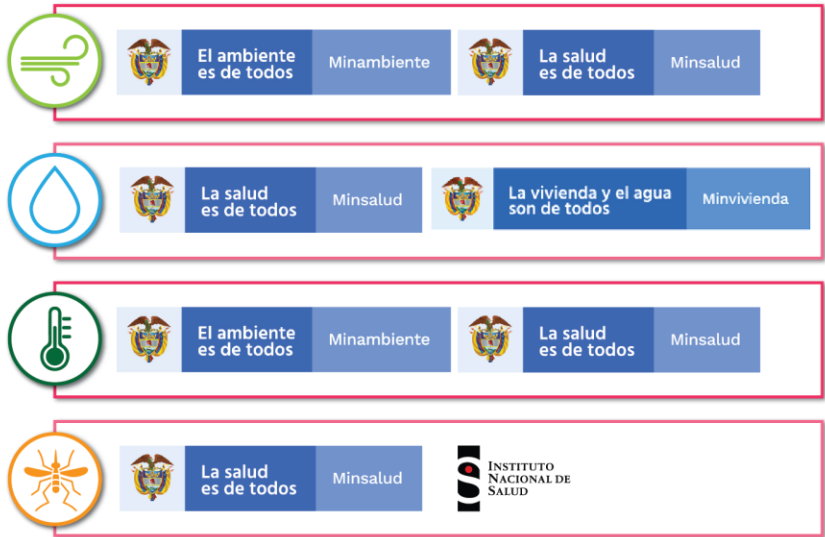 El ambiente
es de todos
Minambiente
La salud
es de todos
Minsalud
La salud
es de todos
Minsalud
La vivienda y el agua
son de todos
Minvivienda
El ambiente
es de todos
Minambiente
La salud
es de todos
Minsalud
La salud
es de todos
Minsalud
INSTITUTO
NACIONAL DE
SALUD